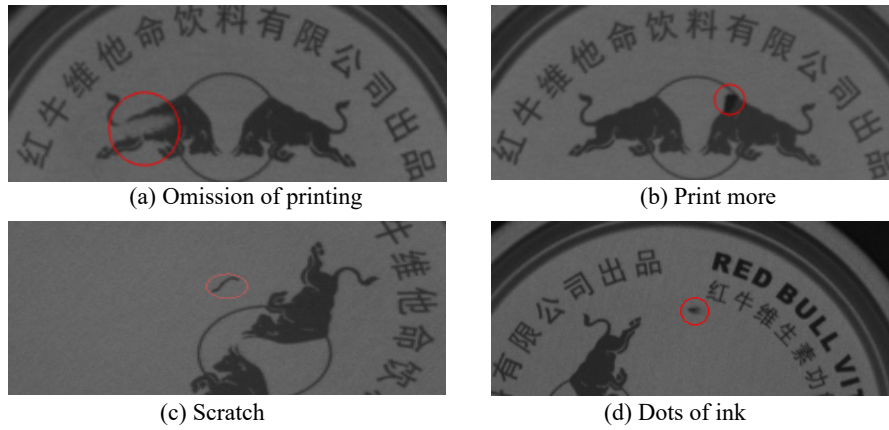 红牛维他命饮料有限公司出品
红牛维他命饮料有限公司出品
(a) Omission of printing
(b) Print more
牛维他命饮
有限公司出品
RED BULL VIT
红牛维生素功
(c) Scratch
(d) Dots of ink